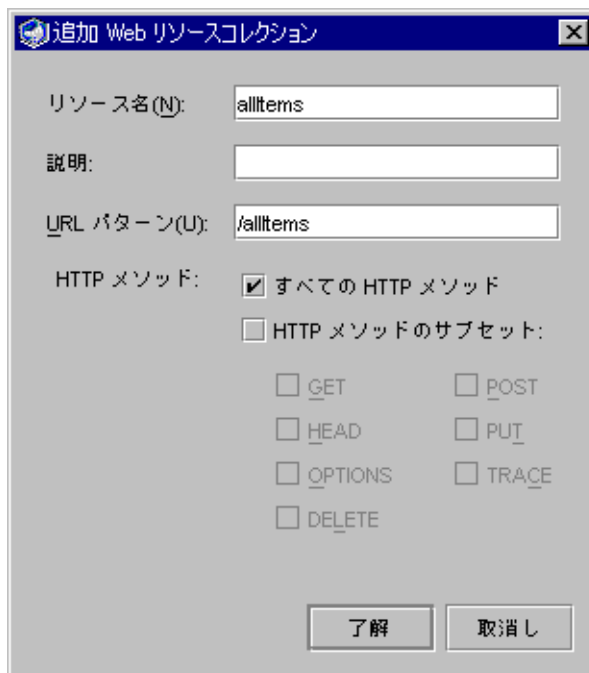 追加 Web リソースコレクション
リソース名(N): allItems
説明:
URL パターン(U): /allItems
HTTP メソッド: すべての HTTP メソッド
HTTP メソッドのサブセット:
GET POST
HEAD PUT
OPTIONS TRACE
DELETE
了解 取消し